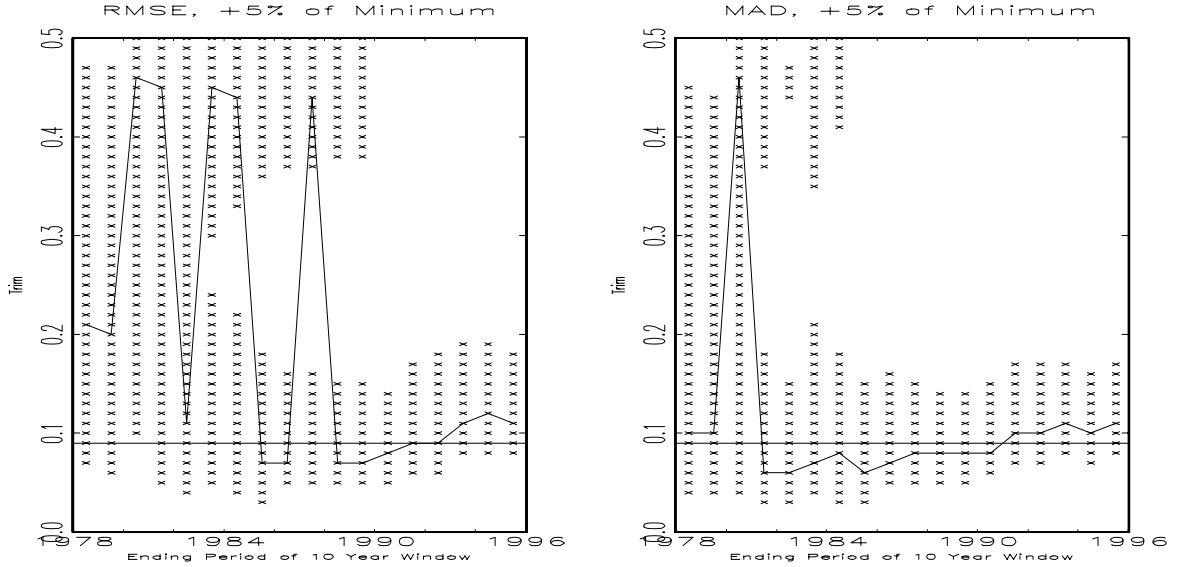 RMSE, +5% of Minimum
0.5
0.4
0.3
0.2
0.1
0.0
Trim
1978 1984 1990 1996
Ending Period of 10 Year Window
MAD, +5% of Minimum
0.5
0.4
0.3
0.2
0.1
0.0
Trim
1978 1984 1990 1996
Ending Period of 10 Year Window